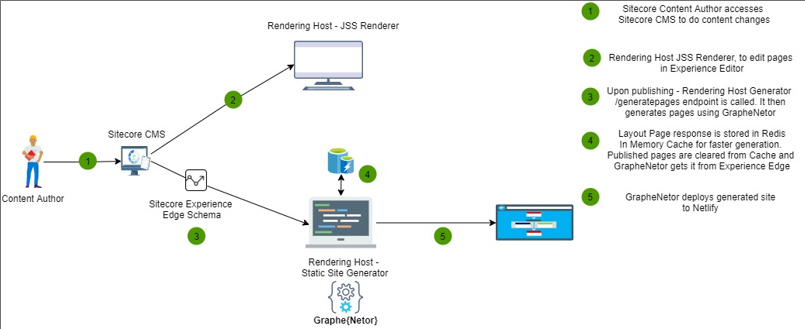 Rendering Host - JSS Renderer
2
Sitecore CMS
1
Content Author
Sitecore Experience
Edge Schema
3
4
5
Rendering Host -
Static Site Generator
Graphe{Netor}
1
Sitecore Content Author accesses
Sitecore CMS to do content changes
2
Rendering Host JSS Renderer, to edit pages
in Experience Editor
3
Upon publishing - Rendering Host Generator
/generatepages endpoint is called. It then
generates pages using GrapheNetor
4
Layout Page response is stored in Redis
In Memory Cache for faster generation.
Published pages are cleared from Cache and
GrapheNetor gets it from Experience Edge
5
GrapheNetor deploys generated site
to Netlify